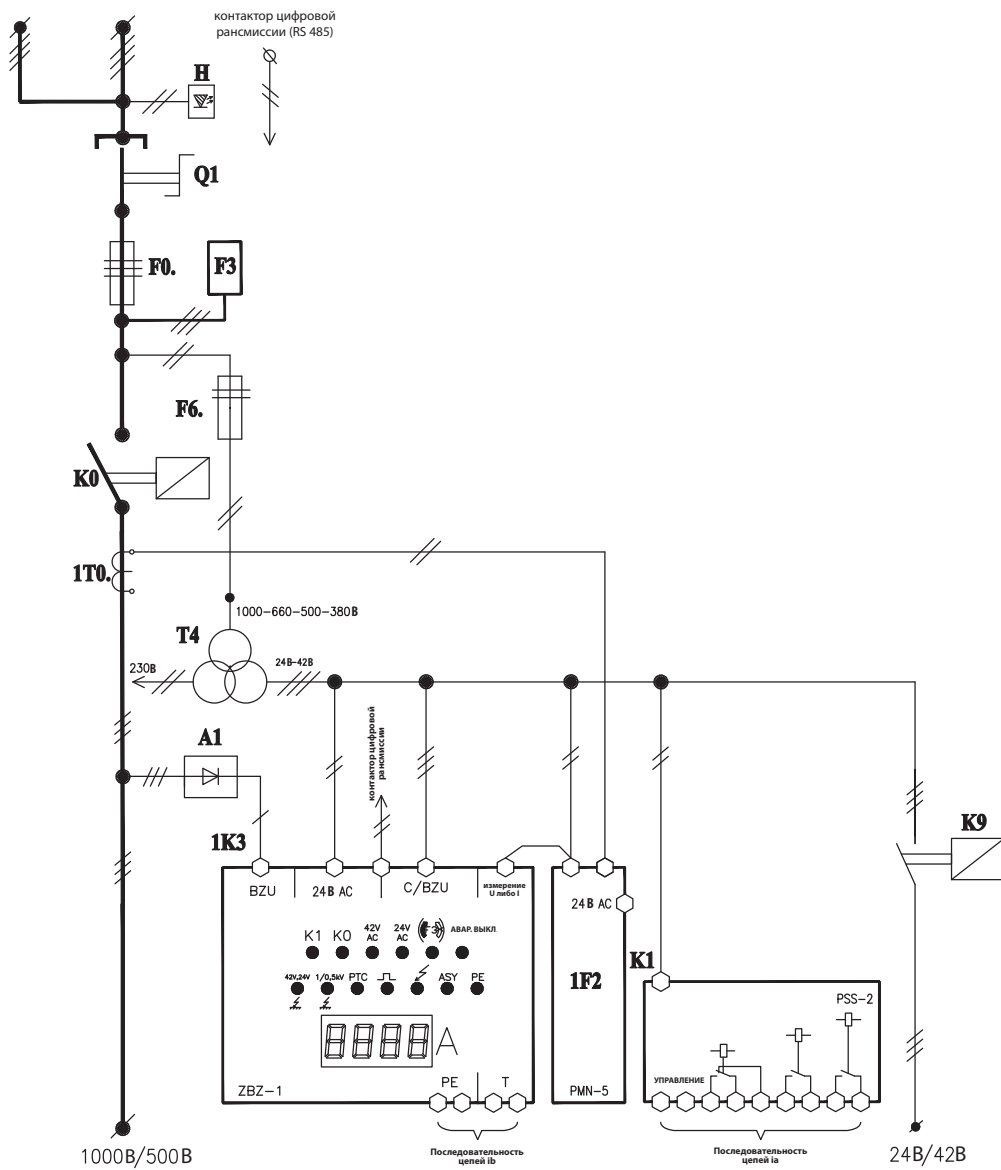 контактор цифровой
рансмиссии (RS 485)
H
Q1
F0.
F3
F6.
K0
1T0.
1000-660-500-380В
T4
230В
24В-42В
контактор цифровой
рансмиссии
A1
1K3
K9
BZU
24В AC
C/BZU
измерение
U либо I
24В AC
K1 K0 42V AC 24V AC F3 АВАР. ВЫКЛ
42V,24V 1/0,5kV PTC ASY PE
1F2
K1
PSS-2
8888 A
УПРАВЛЕНИЕ
ZBZ-1
PE
T
PMN-5
Последовательность
цепей ib
Последовательность
цепей ia
1000В/500В
24В/42В